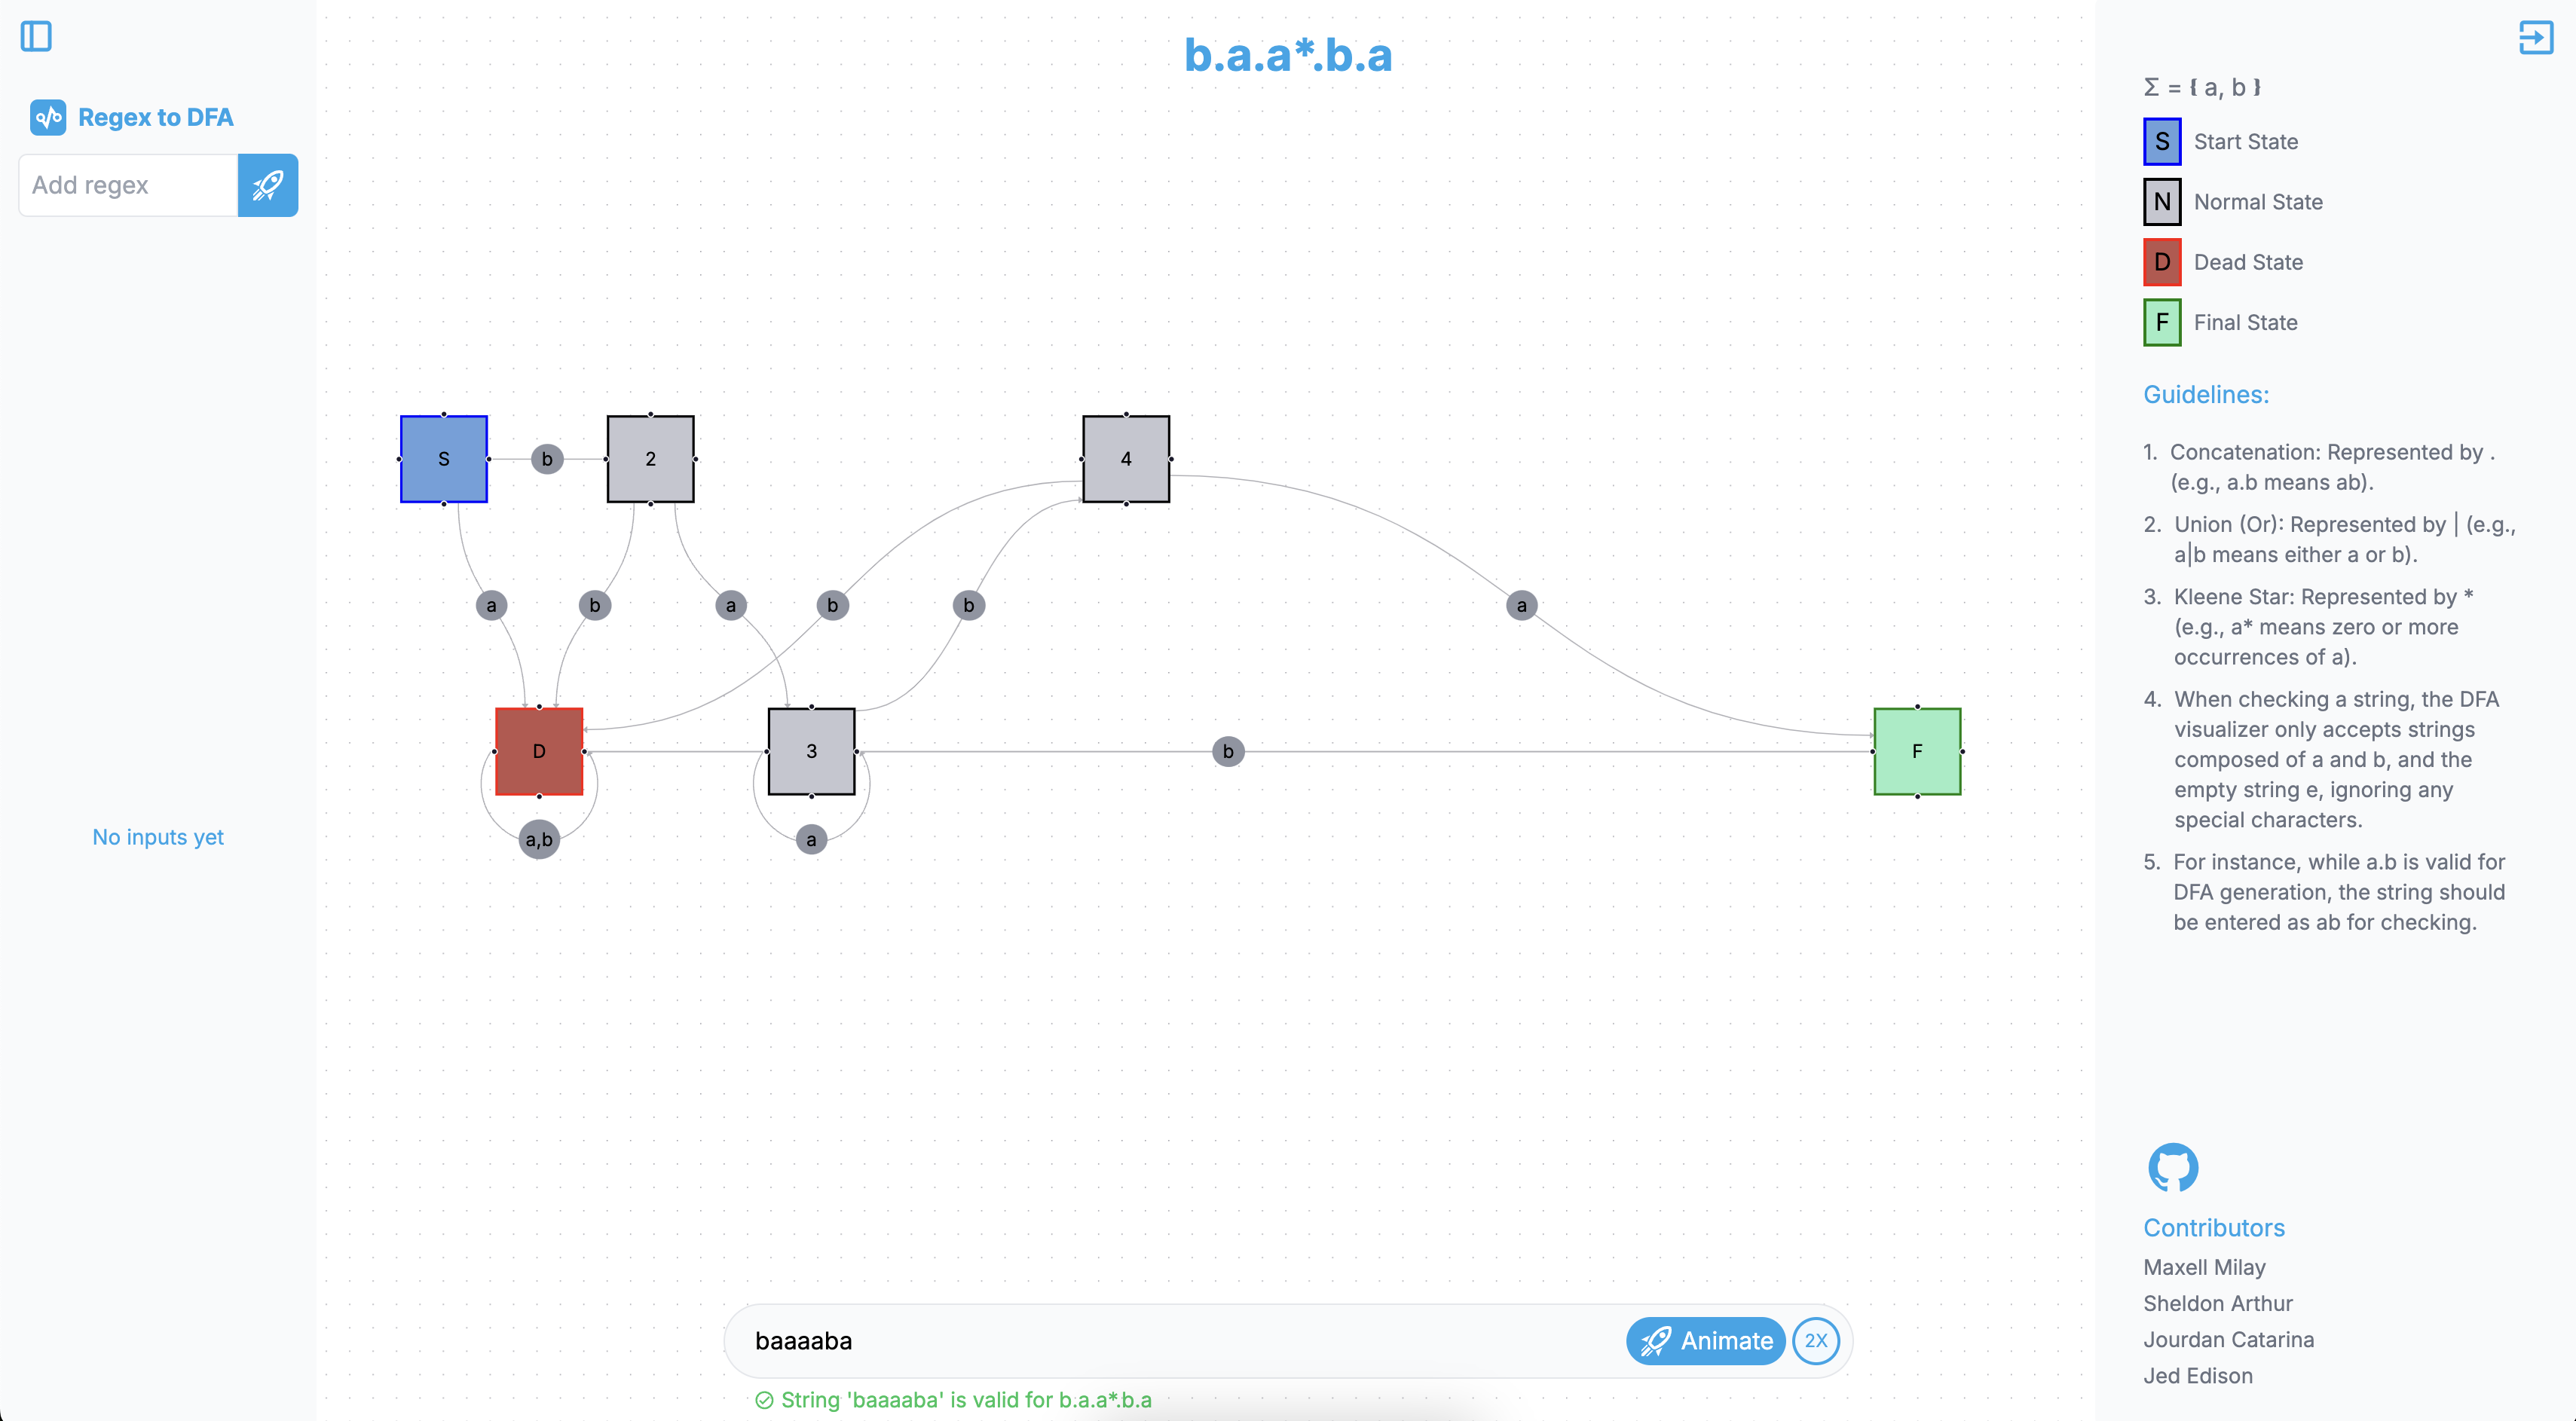 b.a.a*.b.a
Regex to DFA
Add regex
No inputs yet
S
b
2
4
a
b
a
b
b
a
D
3
b
F
a,b
a
baaaaba
Animate
2X
String 'baaaaba' is valid for b.a.a*.b.a
Σ = { a, b }
S Start State
N Normal State
D Dead State
F Final State
Guidelines:
1. Concatenation: Represented by .
(e.g., a.b means ab).
2. Union (Or): Represented by | (e.g.,
a|b means either a or b).
3. Kleene Star: Represented by *
(e.g., a* means zero or more
occurrences of a).
4. When checking a string, the DFA
visualizer only accepts strings
composed of a and b, and the
empty string e, ignoring any
special characters.
5. For instance, while a.b is valid for
DFA generation, the string should
be entered as ab for checking.
Contributors
Maxell Milay
Sheldon Arthur
Jourdan Catarina
Jed Edison